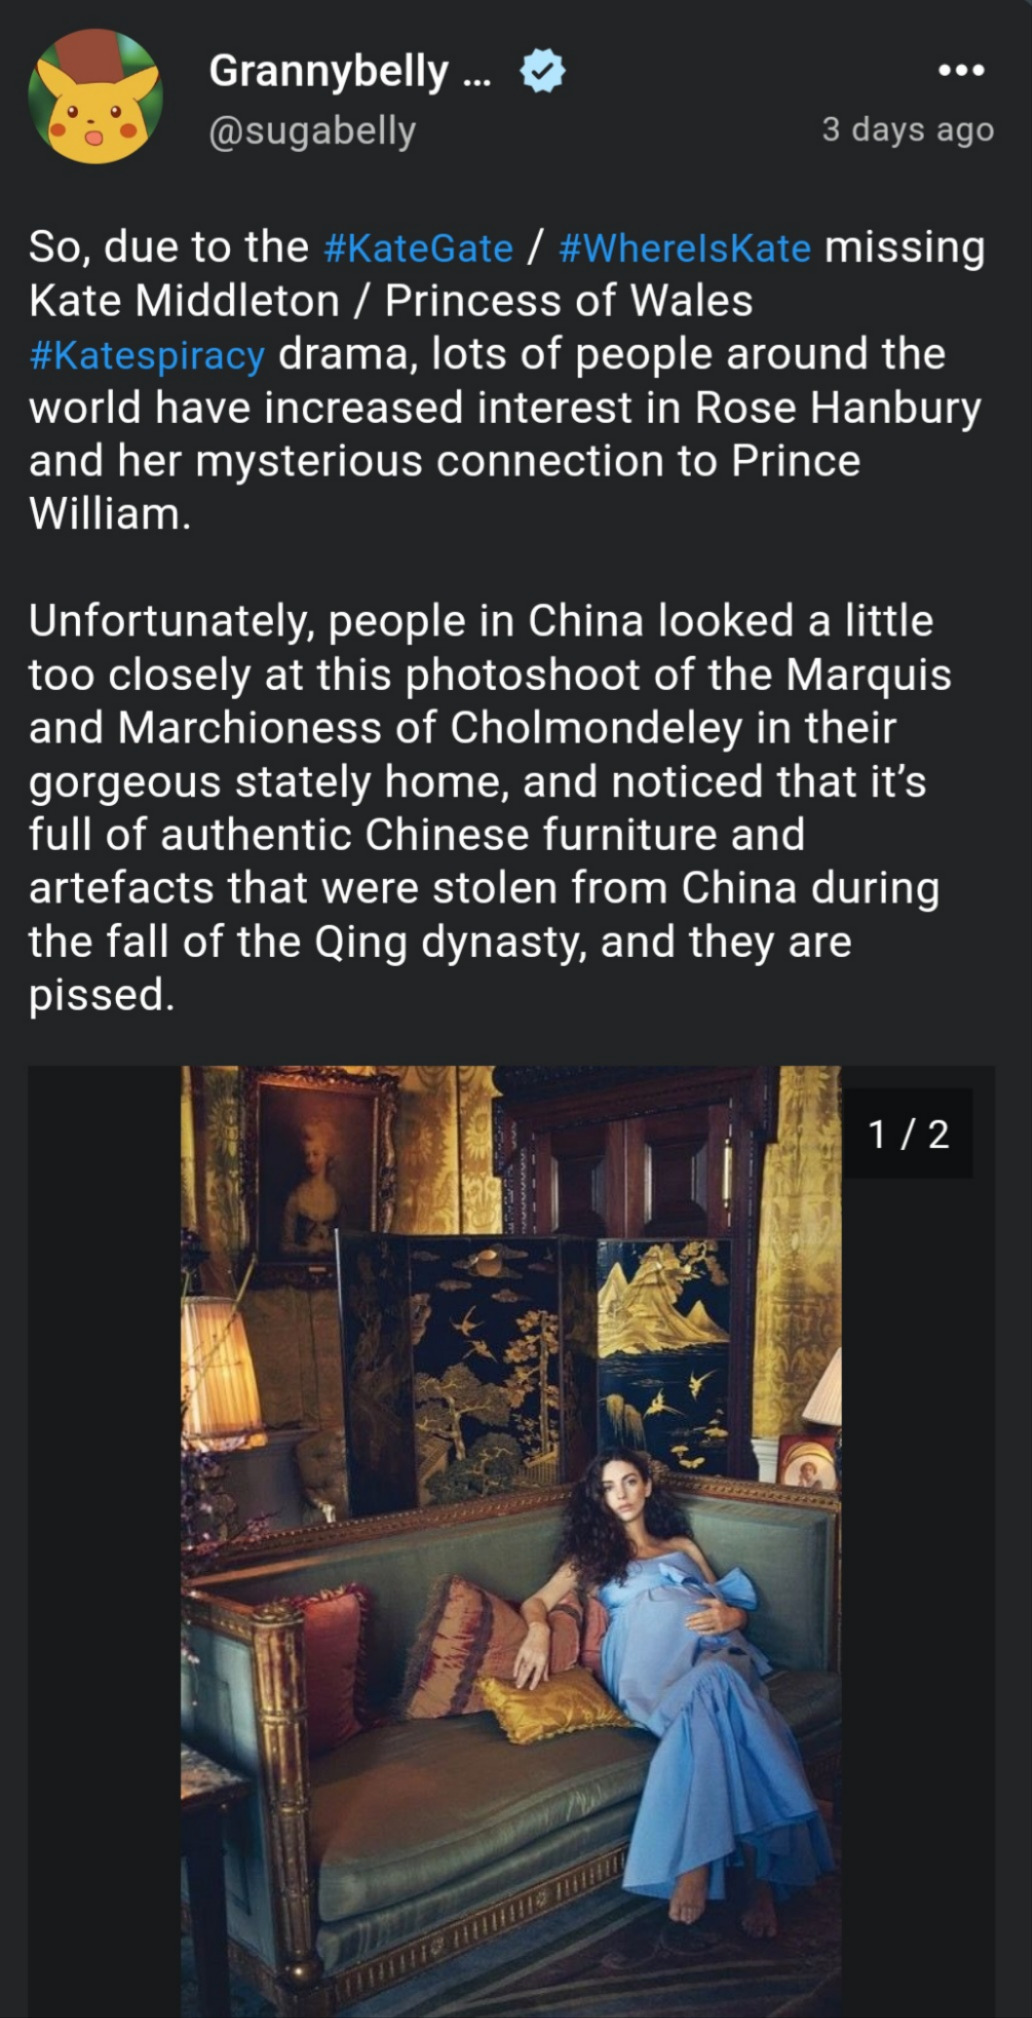 Grannybelly ...
@sugabelly
3 days ago
So, due to the #KateGate / #WhereIsKate missing
Kate Middleton / Princess of Wales
#Katespiracy drama, lots of people around the
world have increased interest in Rose Hanbury
and her mysterious connection to Prince
William.
Unfortunately, people in China looked a little
too closely at this photoshoot of the Marquis
and Marchioness of Cholmondeley in their
gorgeous stately home, and noticed that it’s
full of authentic Chinese furniture and
artefacts that were stolen from China during
the fall of the Qing dynasty, and they are
pissed.
1 / 2